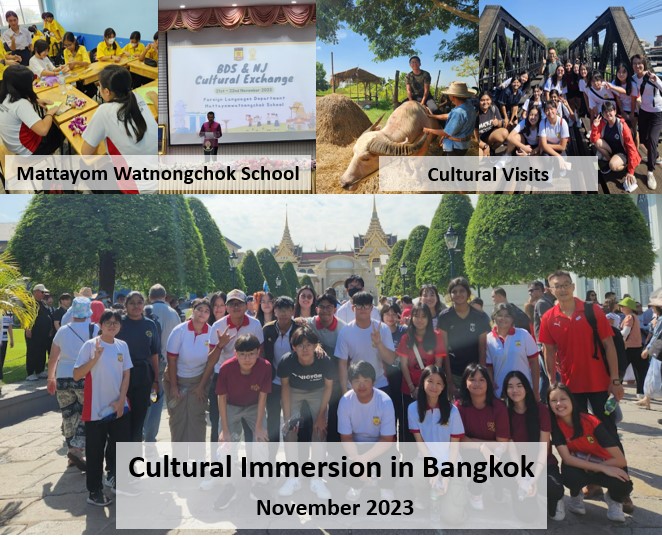 BDS & NJ
Cultural Exchange
21st - 23rd November 2023
Foreign Languages Department
Mattayomwatnongchok School
Mattayom Watnongchok School
Cultural Visits
Cultural Immersion in Bangkok
November 2023